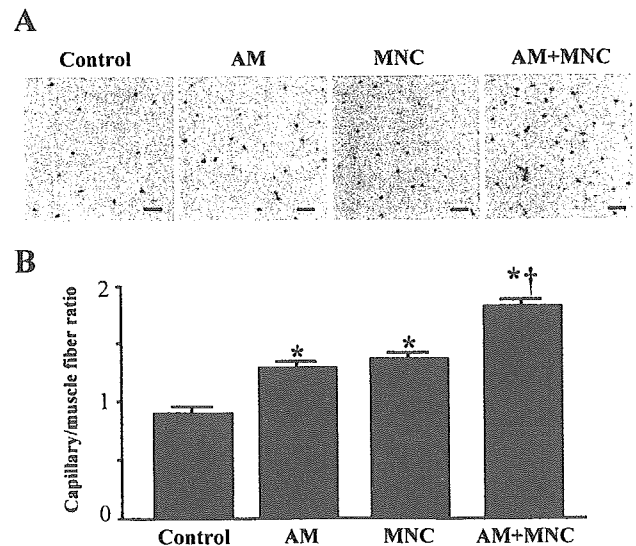 A
Control AM MNC AM+MNC
B
Capillary/muscle fiber ratio
2
*†
* *
1
0
Control AM MNC AM+MNC